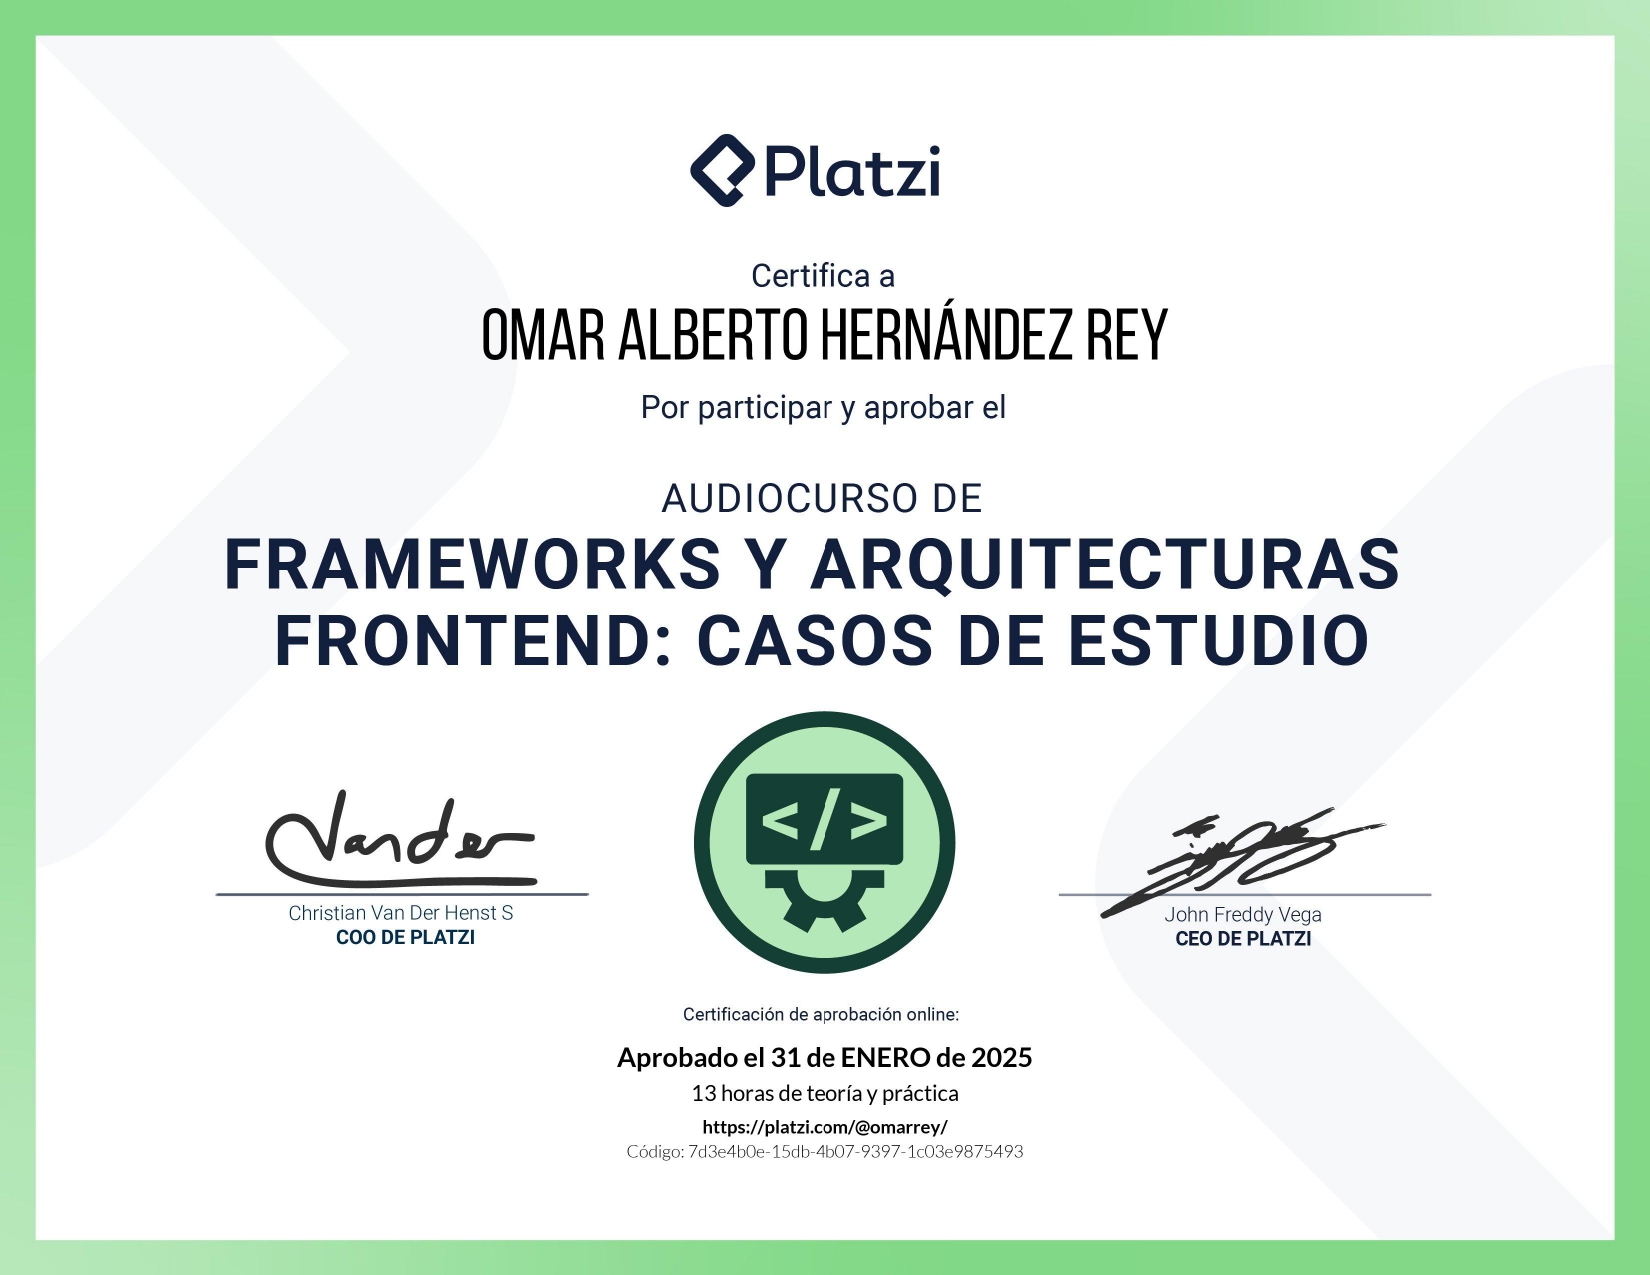 Platzi
Certifica a
OMAR ALBERTO HERNÁNDEZ REY
Por participar y aprobar el
AUDIOCURSO DE
FRAMEWORKS Y ARQUITECTURAS
FRONTEND: CASOS DE ESTUDIO
</>
Vander
Christian Van Der Henst S
COO DE PLATZI
John Freddy Vega
CEO DE PLATZI
Certificación de aprobación online:
Aprobado el 31 de ENERO de 2025
13 horas de teoría y práctica
https://platzi.com/@omarrey/
Código: 7d3e4b0e-15db-4b07-9397-1c03e9875493